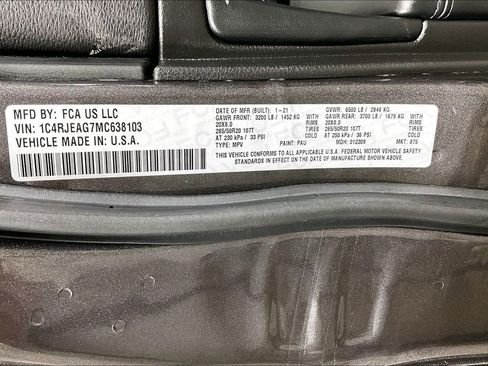 MFD BY: FCA US LLC
VIN: 1C4RJEAG7MC638103
VEHICLE MADE IN: U.S.A.
DATE OF MFR (BUILT): 1-21 GVWR: 6500 LB / 2949 KG
GAWR FRONT: 3200 LB / 1452 KG WITH GAWR REAR: 3700 LB / 1679 KG WITH
20X8.0 RIMS 20X8.0 RIMS
265/50R20 107T TIRES 265/50R20 107T TIRES
AT 230 kPa / 33 PSI COLD AT 250 kPa / 36 PSI COLD
TYPE: MPV PAINT: PAU MDH: 012309 MKT: 875
THIS VEHICLE CONFORMS TO ALL APPLICABLE U.S.A. FEDERAL MOTOR VEHICLE SAFETY
STANDARDS IN EFFECT ON THE DATE OF MANUFACTURE SHOWN ABOVE.